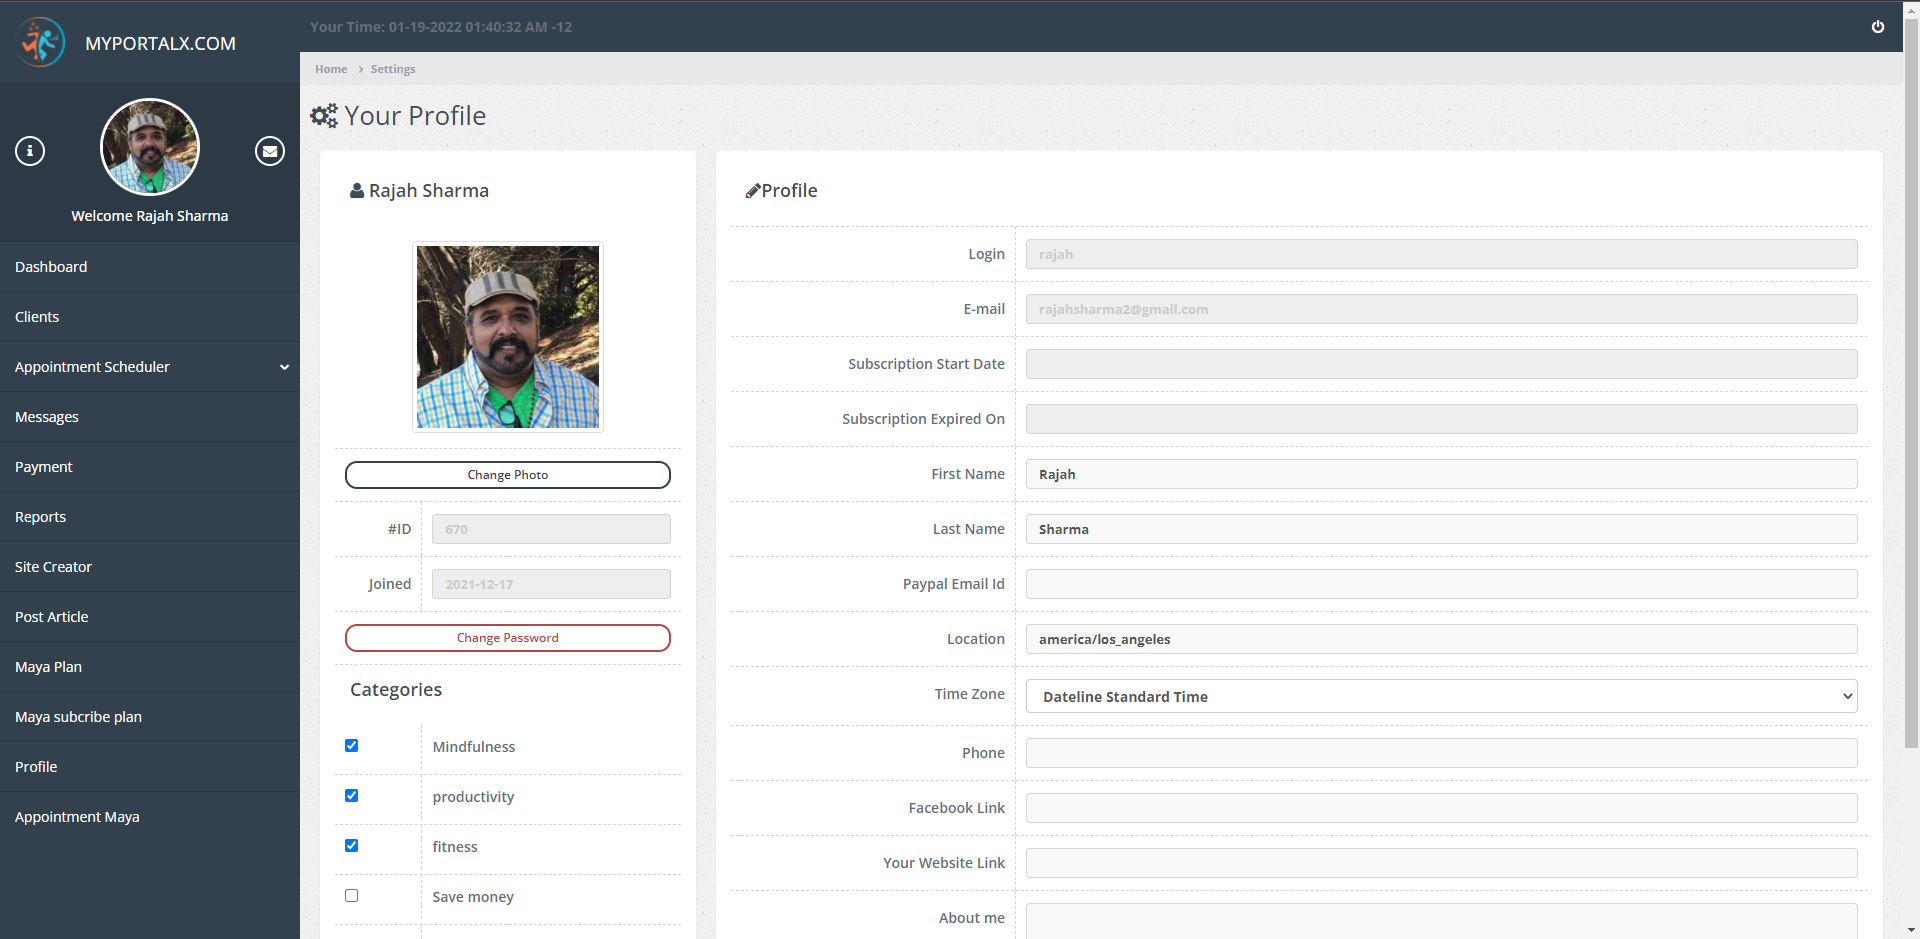 MYPORTALX.COM
Your Time: 01-19-2022 01:40:32 AM -12
Home > Settings
Your Profile
Welcome Rajah Sharma
Dashboard
Clients
Appointment Scheduler
Messages
Payment
Reports
Site Creator
Post Article
Maya Plan
Maya subcribe plan
Profile
Appointment Maya
Rajah Sharma
Change Photo
#ID 670
Joined 2021-12-17
Change Password
Categories
Mindfulness
productivity
fitness
Save money
Profile
Login rajah
E-mail rajahsharma2@gmail.com
Subscription Start Date
Subscription Expired On
First Name Rajah
Last Name Sharma
Paypal Email Id
Location america/los_angeles
Time Zone Dateline Standard Time
Phone
Facebook Link
Your Website Link
About me